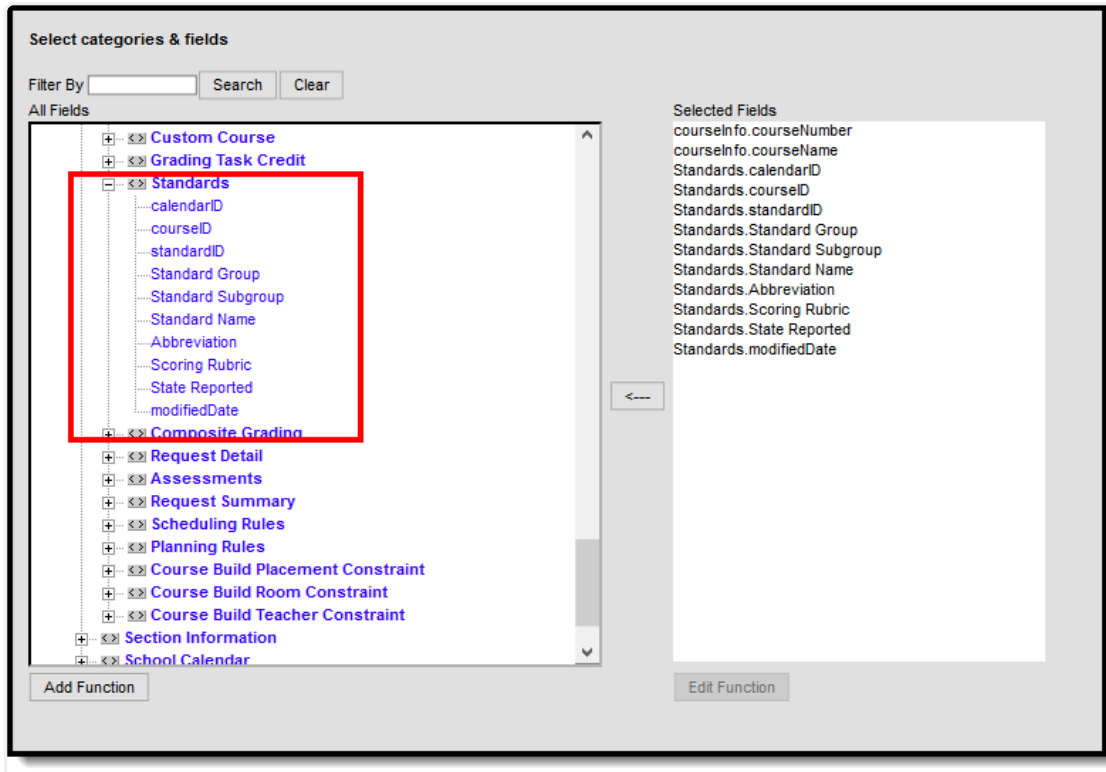 Select categories & fields
Filter By
Search
Clear
All Fields
Custom Course
Grading Task Credit
Standards
calendarID
courseID
standardID
Standard Group
Standard Subgroup
Standard Name
Abbreviation
Scoring Rubric
State Reported
modifiedDate
Composite Grading
Request Detail
Assessments
Request Summary
Scheduling Rules
Planning Rules
Course Build Placement Constraint
Course Build Room Constraint
Course Build Teacher Constraint
Section Information
School Calendar
Add Function
<---
Selected Fields
courseInfo.courseNumber
courseInfo.courseName
Standards.calendarID
Standards.courseID
Standards.standardID
Standards.Standard Group
Standards.Standard Subgroup
Standards.Standard Name
Standards.Abbreviation
Standards.Scoring Rubric
Standards.State Reported
Standards.modifiedDate
Edit Function